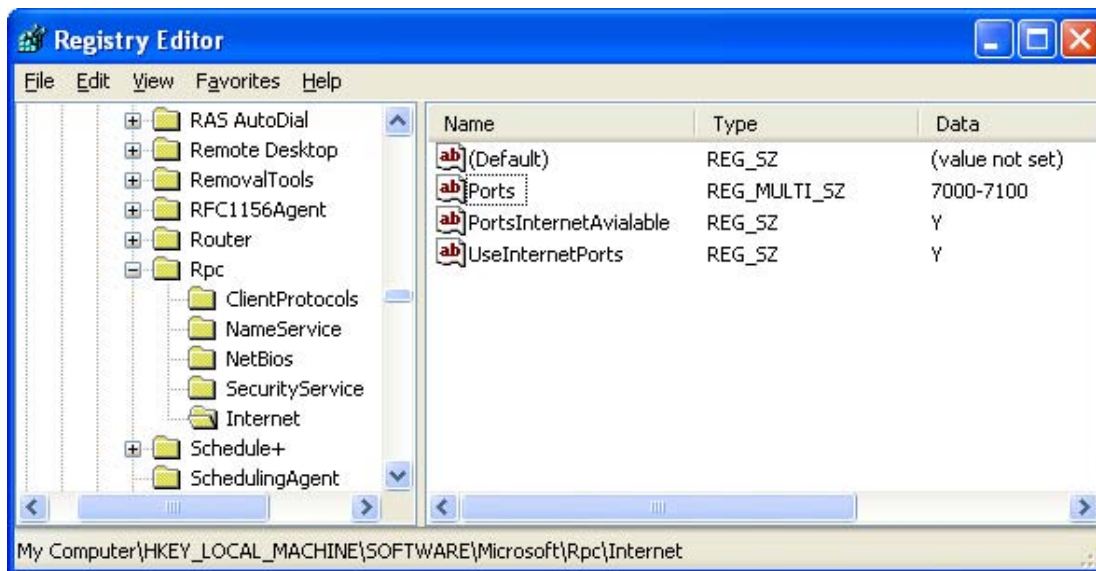 Registry Editor
File Edit View Favorites Help
RAS AutoDial
Remote Desktop
RemovalTools
RFC1156Agent
Router
Rpc
ClientProtocols
NameService
NetBios
SecurityService
Internet
Schedule+
SchedulingAgent
Name Type Data
(Default) REG_SZ (value not set)
Ports REG_MULTI_SZ 7000-7100
PortsInternetAvialable REG_SZ Y
UseInternetPorts REG_SZ Y
My Computer\HKEY_LOCAL_MACHINE\SOFTWARE\Microsoft\Rpc\Internet